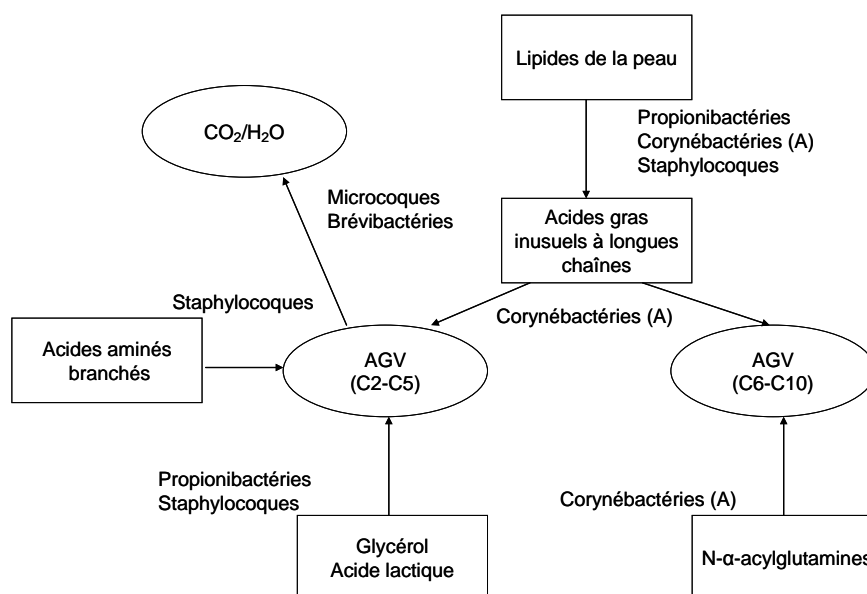 Lipides de la peau
Propionibactéries
Corynébactéries (A)
Staphylocoques
CO₂/H₂O
Microcoques
Brévibactéries
Acides gras
inusuels à longues
chaînes
Staphylocoques
Corynébactéries (A)
Acides aminés
branchés
AGV
(C2-C5)
AGV
(C6-C10)
Propionibactéries
Staphylocoques
Corynébactéries (A)
Glycérol
Acide lactique
N-α-acylglutamines